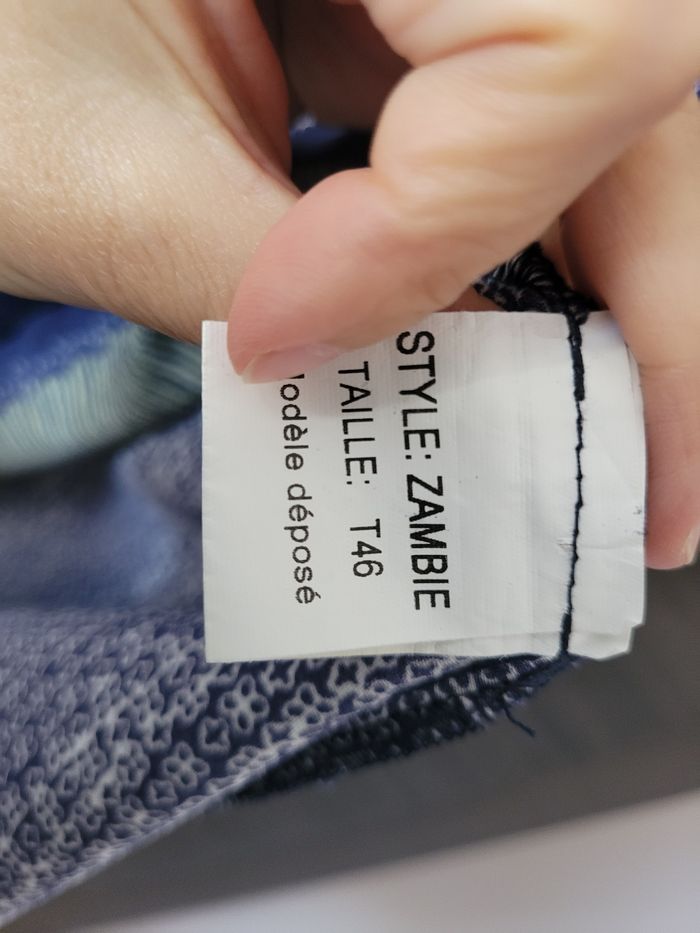 STYLE: ZAMBIE
TAILLE: T46
odèle déposé